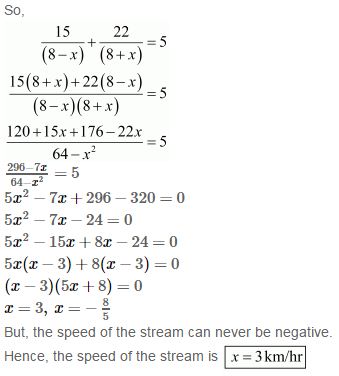 So,
15/(8−x) + 22/(8+x) = 5
15(8+x)+22(8−x)/(8−x)(8+x) = 5
120+15x+176−22x/64−x² = 5
296−7x/64−x² = 5
5x² − 7x + 296 − 320 = 0
5x² − 7x − 24 = 0
5x² − 15x + 8x − 24 = 0
5x(x − 3) + 8(x − 3) = 0
(x − 3)(5x + 8) = 0
x = 3, x = −8/5
But, the speed of the stream can never be negative.
Hence, the speed of the stream is x = 3 km/hr